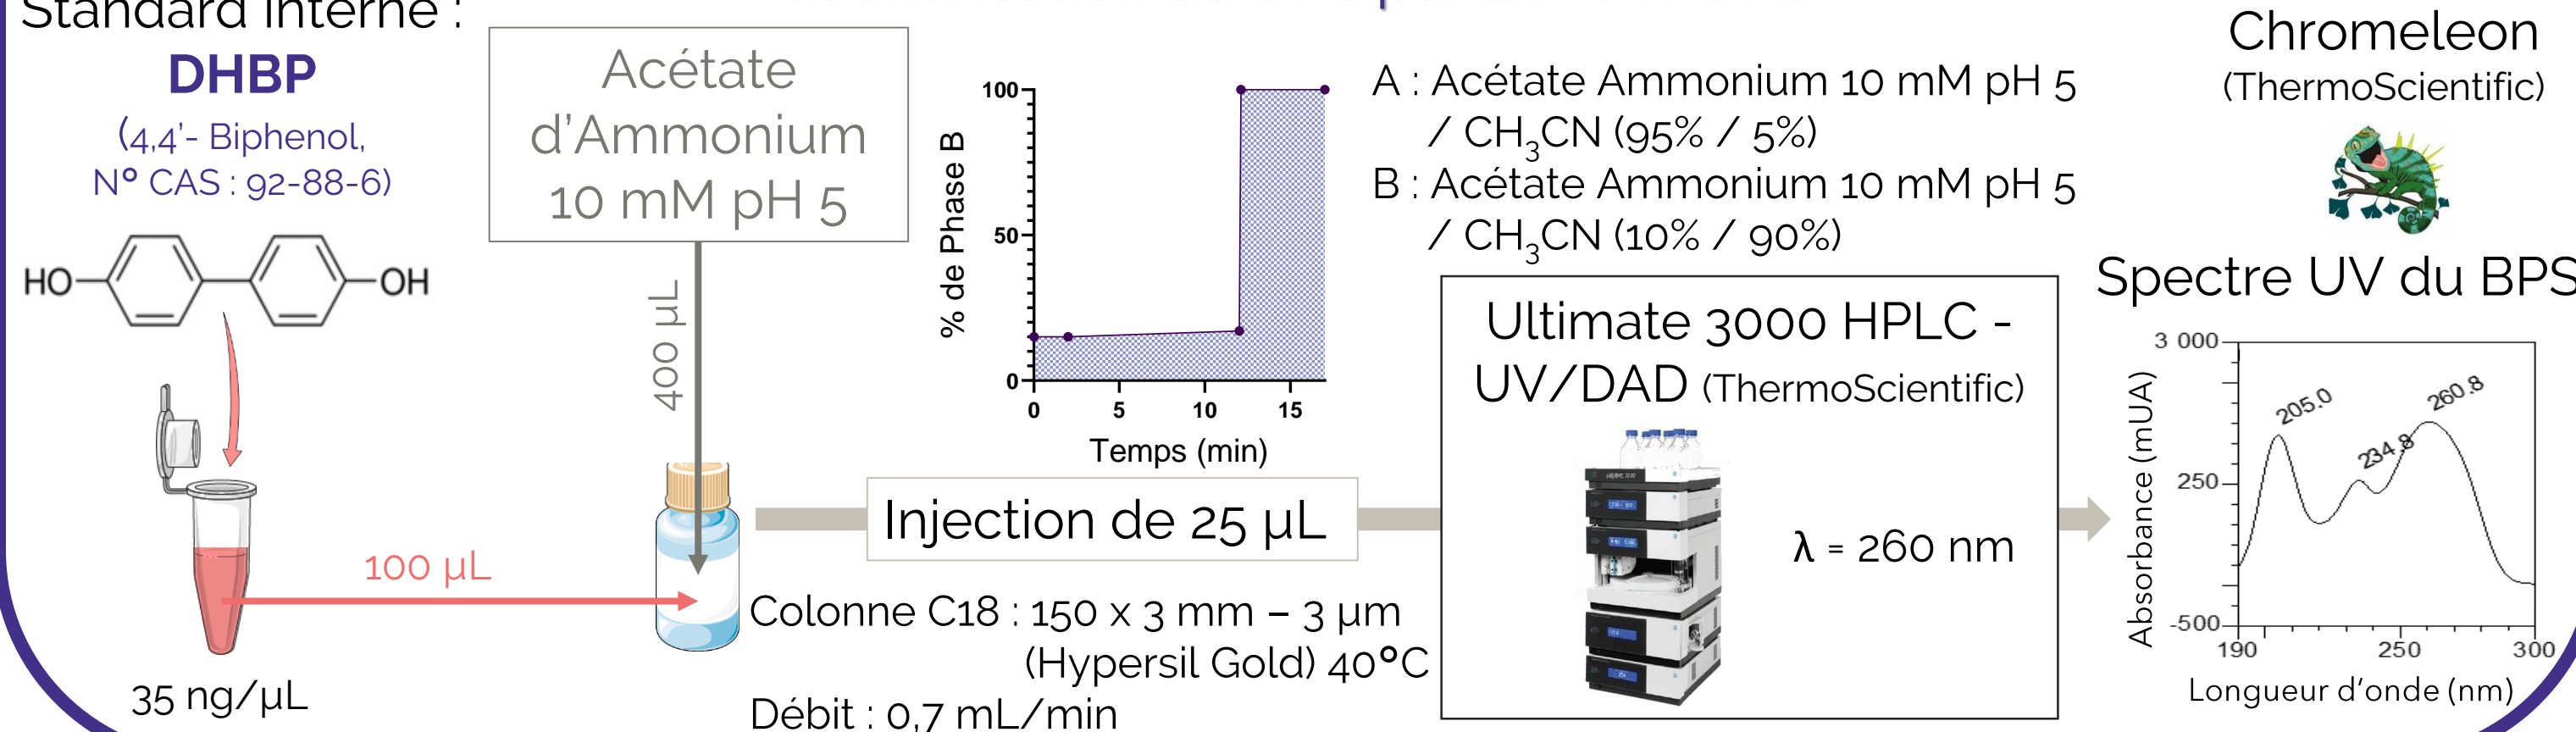 Standard Interne :
DHBP
(4,4'- Biphenol,
N° CAS : 92-88-6)
HO
OH
35 ng/µL
100 µL
Acétate
d'Ammonium
10 mM pH 5
400 µL
% de Phase B
100
50
0
0 5 10 15
Temps (min)
A : Acétate Ammonium 10 mM pH 5
/ CH₃CN (95% / 5%)
B : Acétate Ammonium 10 mM pH 5
/ CH₃CN (10% / 90%)
Injection de 25 µL
Colonne C18 : 150 x 3 mm – 3 µm
(Hypersil Gold) 40°C
Débit : 0,7 mL/min
Ultimate 3000 HPLC -
UV/DAD (ThermoScientific)
λ = 260 nm
Chromeleon
(ThermoScientific)
Spectre UV du BPS
Absorbance (mUA)
3 000
250
-500
205.0
234.8
260.8
190 250 300
Longueur d'onde (nm)